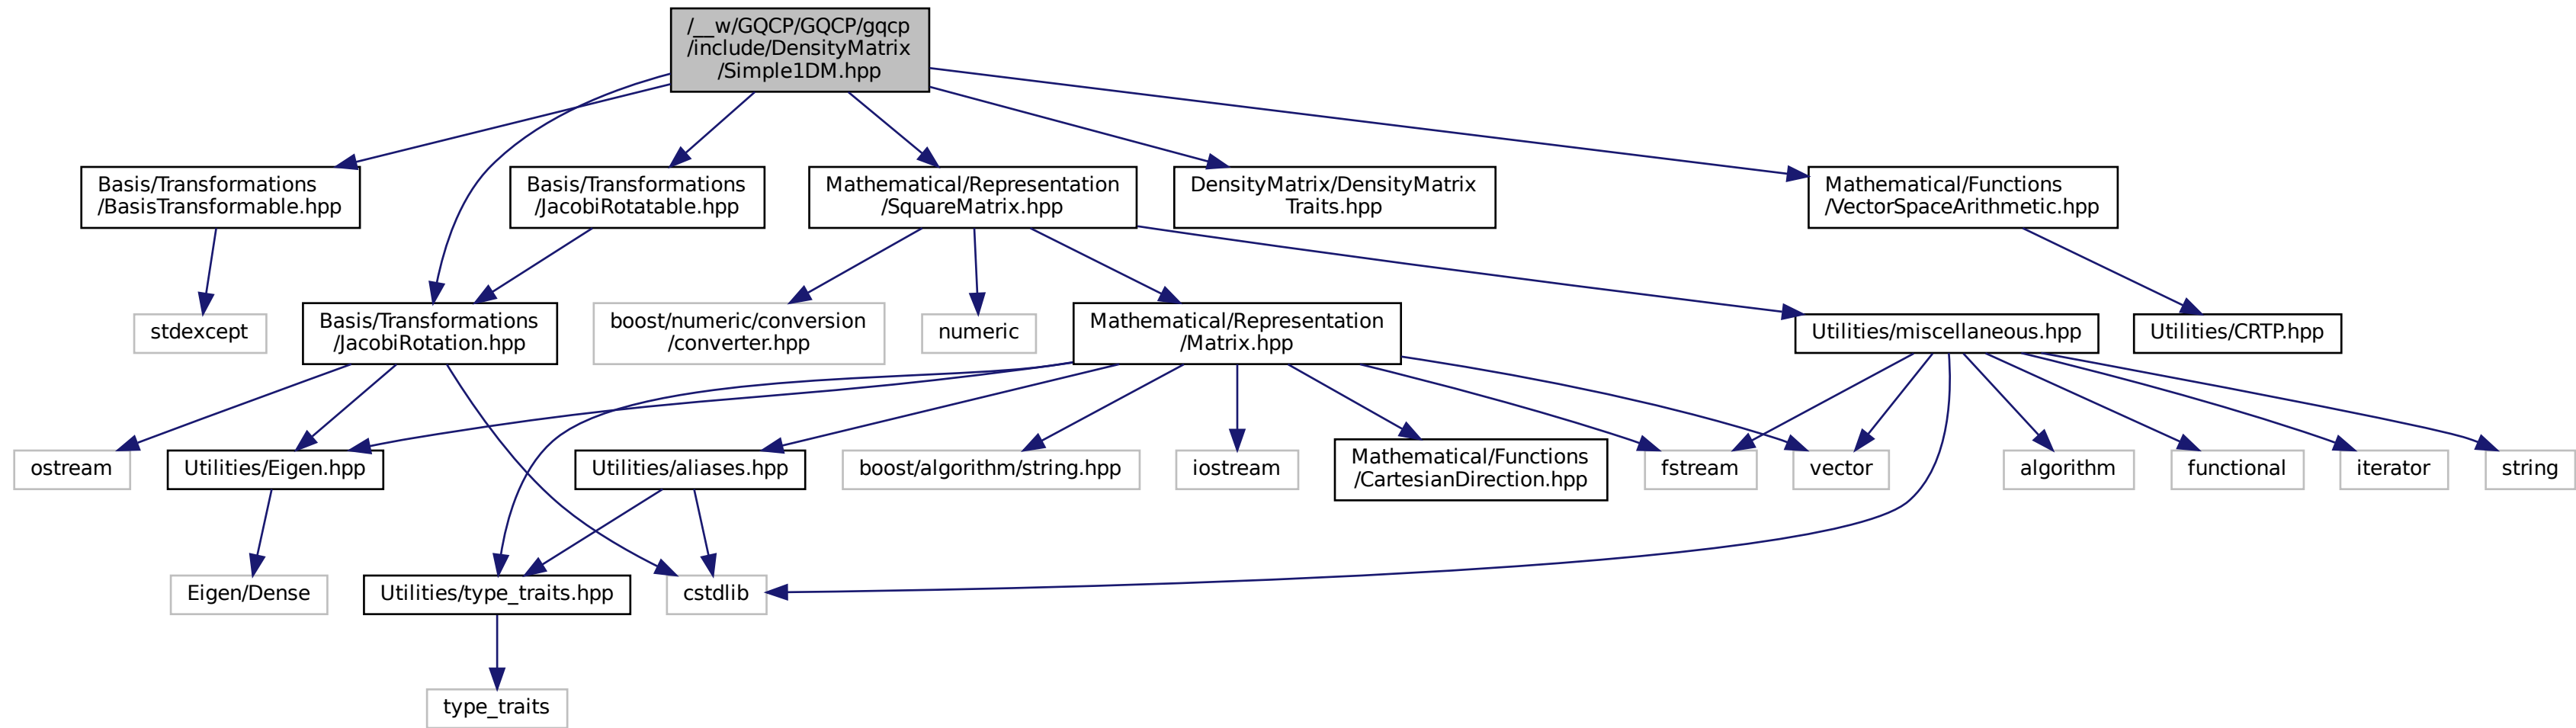 /__w/GQCP/GQCP/gqcp
/include/DensityMatrix
/Simple1DM.hpp
Basis/Transformations
/BasisTransformable.hpp
Basis/Transformations
/JacobiRotatable.hpp
Mathematical/Representation
/SquareMatrix.hpp
DensityMatrix/DensityMatrix
Traits.hpp
Mathematical/Functions
/VectorSpaceArithmetic.hpp
stdexcept
Basis/Transformations
/JacobiRotation.hpp
boost/numeric/conversion
/converter.hpp
numeric
Mathematical/Representation
/Matrix.hpp
Utilities/miscellaneous.hpp
Utilities/CRTP.hpp
ostream
Utilities/Eigen.hpp
Utilities/aliases.hpp
boost/algorithm/string.hpp
iostream
Mathematical/Functions
/CartesianDirection.hpp
fstream
vector
algorithm
functional
iterator
string
Eigen/Dense
Utilities/type_traits.hpp
cstdlib
type_traits